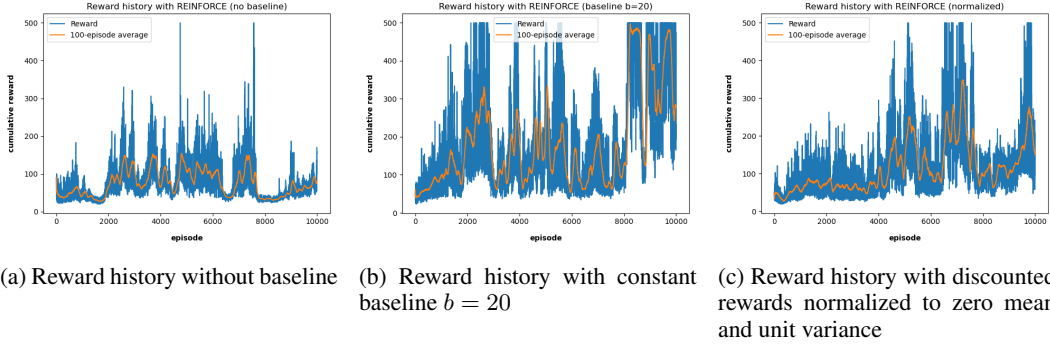 Reward history with REINFORCE (no baseline)
500
400
300
200
100
0
cumulative reward
Reward
100-episode average
0 2000 4000 6000 8000 10000
episode
Reward history with REINFORCE (baseline b=20)
500
400
300
200
100
0
cumulative reward
Reward
100-episode average
0 2000 4000 6000 8000 10000
episode
Reward history with REINFORCE (normalized)
500
400
300
200
100
0
cumulative reward
Reward
100-episode average
0 2000 4000 6000 8000 10000
episode
(a) Reward history without baseline
(b) Reward history with constant
baseline b = 20
(c) Reward history with discounted
rewards normalized to zero mean
and unit variance